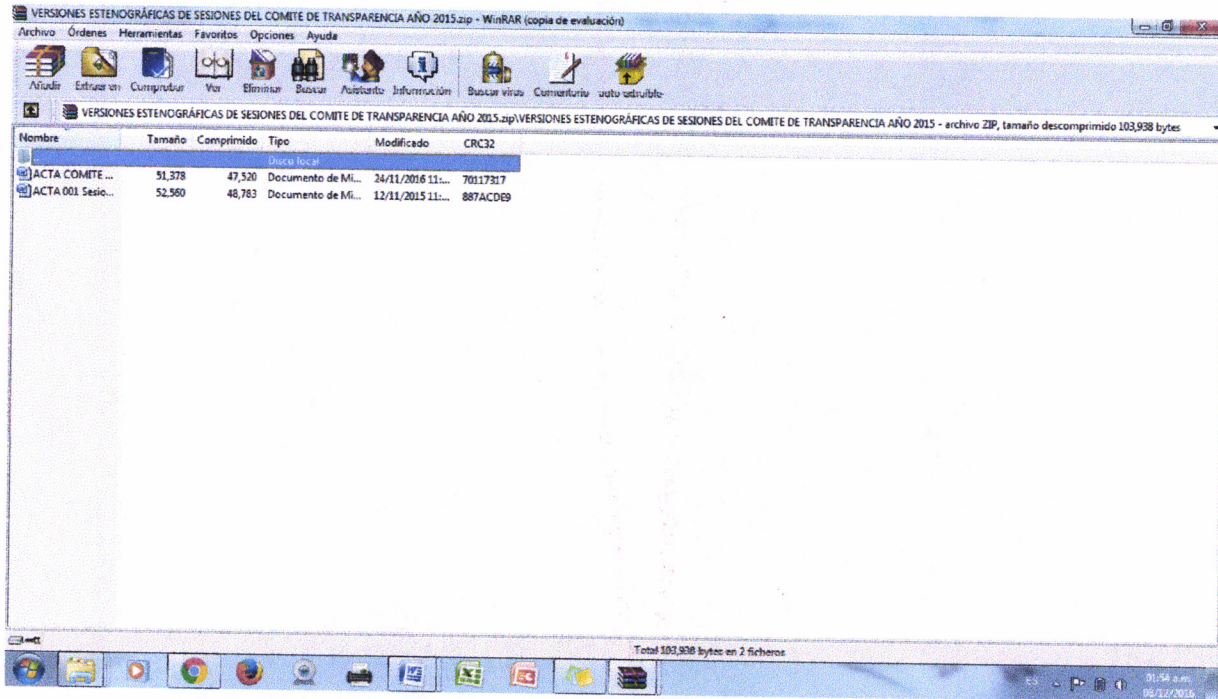 VERSIONES ESTENOGRÁFICAS DE SESIONES DEL COMITE DE TRANSPARENCIA AÑO 2015.zip - WinRAR (copia de evaluación)
Archivo Órdenes Herramientas Favoritos Opciones Ayuda
Añadir Extraer en Comprobar Ver Eliminar Buscar Asistente Información Buscar virus Comentario auto extraíble
VERSIONES ESTENOGRÁFICAS DE SESIONES DEL COMITE DE TRANSPARENCIA AÑO 2015.zip\VERSIONES ESTENOGRÁFICAS DE SESIONES DEL COMITE DE TRANSPARENCIA AÑO 2015 - archivo ZIP, tamaño descomprimido 103,938 bytes
Nombre Tamaño Comprimido Tipo Modificado CRC32
.. Disco local
ACTA COMITE ... 51,378 47,520 Documento de Mi... 24/11/2016 11:... 70117317
ACTA 001 Sesio... 52,560 48,783 Documento de Mi... 12/11/2015 11:... 887ACDE9
Total 103,938 bytes en 2 ficheros
ES 01:54 a.m.
08/12/2016